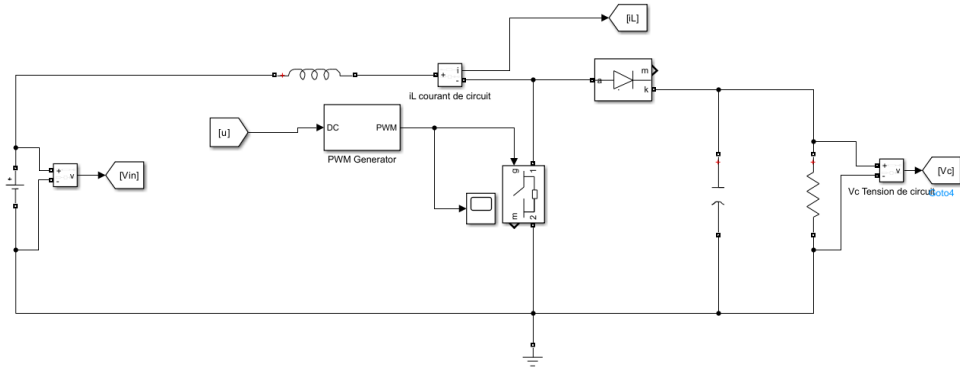 [iL]
+
i
-
iL courant de circuit
m
a
k
[u]
DC
PWM
PWM Generator
+
-
v
[Vin]
+
g
1
m
2
+
+
+
-
v
[Vc]
Vc Tension de circuit
Goto4
+